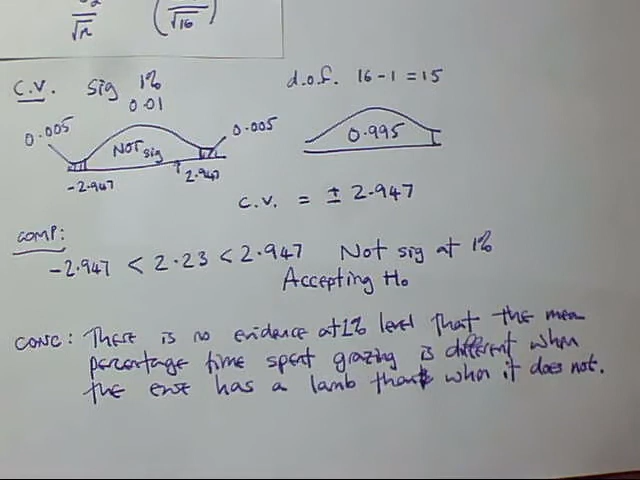 √n √16
C.V. Sig 1% d.o.f. 16-1 = 15
0.01
0.005 0.005
NOT sig 0.995
-2.947 2.947
C.V. = ± 2.947
COMP:
-2.947 < 2.23 < 2.947 Not sig at 1%
Accepting H₀
CONC: There is no evidence at 1% level that the mean
percentage time spent grazing is different when
the ewe has a lamb than when it does not.